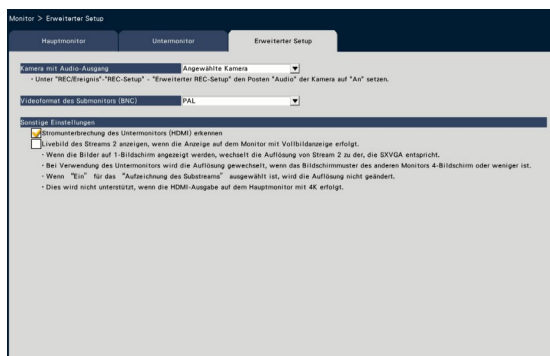 Monitor > Erweiterter Setup
Hauptmonitor
Untermonitor
Erweiterter Setup
Kamera mit Audio-Ausgang
Angewählte Kamera
・Unter "REC/Ereignis"-"REC-Setup" - "Erweiterter REC-Setup" den Posten "Audio" der Kamera auf "An" setzen.
Videoformat des Submonitors (BNC)
PAL
Sonstige Einstellungen
Stromunterbrechung des Untermonitors (HDMI) erkennen
Livebild des Streams 2 anzeigen, wenn die Anzeige auf dem Monitor mit Vollbildanzeige erfolgt.
・Wenn die Bilder auf 1-Bildschirm angezeigt werden, wechselt die Auflösung von Stream 2 zu der, die SXVGA entspricht.
・Bei Verwendung des Untermonitors wird die Auflösung gewechselt, wenn das Bildschirmmuster des anderen Monitors 4-Bildschirm oder weniger ist.
・Wenn "Ein" für das "Aufzeichnung des Substreams" ausgewählt ist, wird die Auflösung nicht geändert.
・Dies wird nicht unterstützt, wenn die HDMI-Ausgabe auf dem Hauptmonitor mit 4K erfolgt.